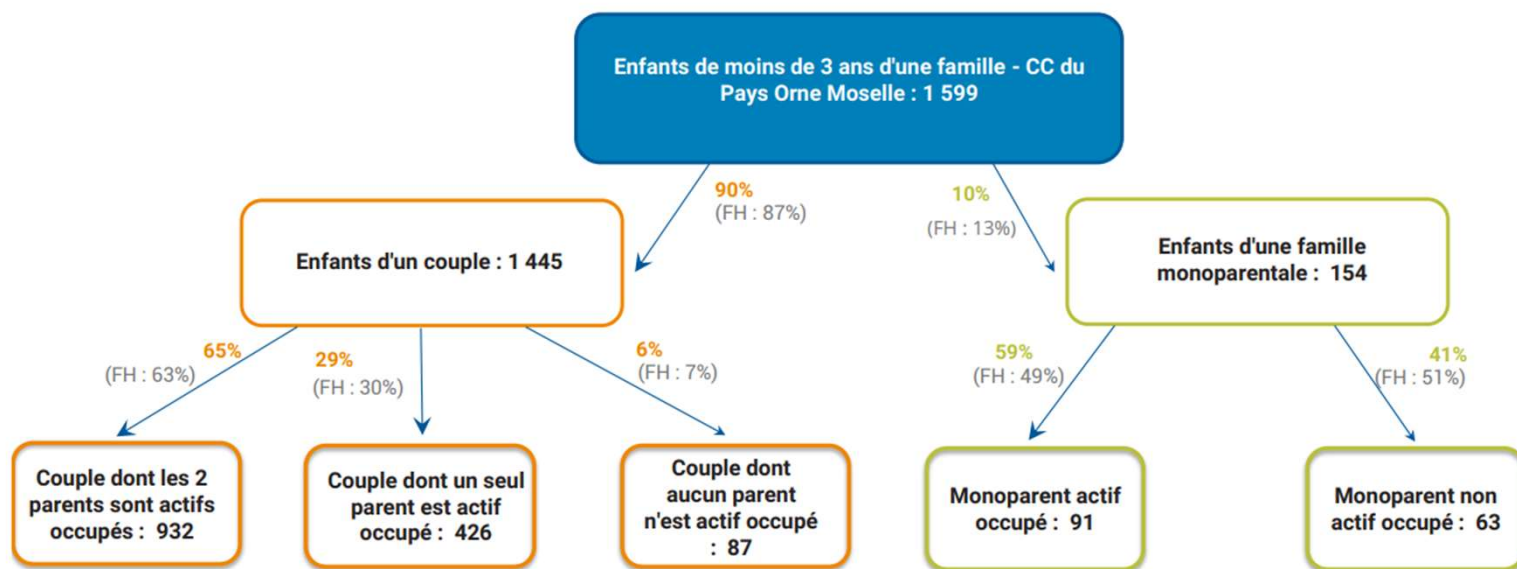 Enfants de moins de 3 ans d'une famille - CC du
Pays Orne Moselle : 1 599
90%
(FH : 87%)
10%
(FH : 13%)
Enfants d'un couple : 1 445
Enfants d'une famille
monoparentale :  154
65%
(FH : 63%)
29%
(FH : 30%)
6%
(FH : 7%)
59%
(FH : 49%)
41%
(FH : 51%)
Couple dont les 2
parents sont actifs
occupés :  932
Couple dont un seul
parent est actif
occupé : 426
Couple dont
aucun parent
n'est actif occupé
: 87
Monoparent actif
occupé : 91
Monoparent non
actif occupé : 63